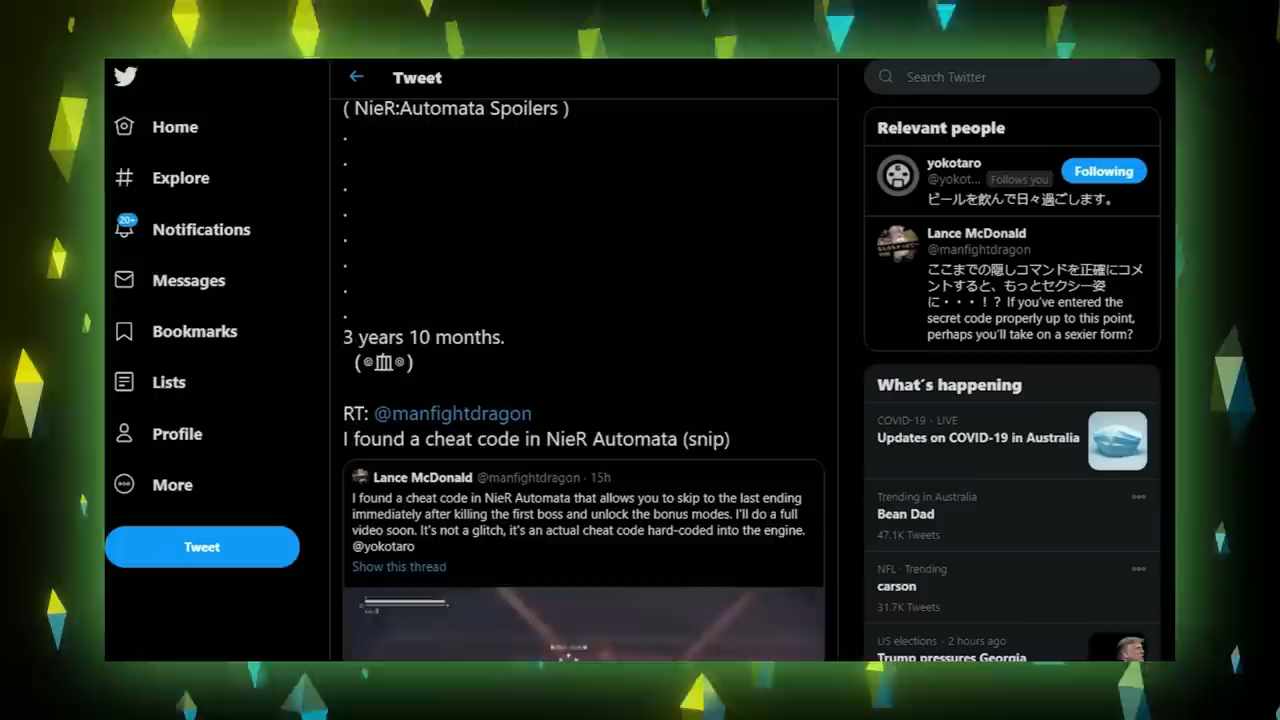 Home
Explore
20+
Notifications
Messages
Bookmarks
Lists
Profile
More
Tweet
Tweet
( NieR:Automata Spoilers )
.
.
.
.
.
.
.
.
3 years 10 months.
(๏皿๏)
RT: @manfightdragon
I found a cheat code in NieR Automata (snip)
Lance McDonald @manfightdragon · 15h
I found a cheat code in NieR Automata that allows you to skip to the last ending
immediately after killing the first boss and unlock the bonus modes. I'll do a full
video soon. It's not a glitch, it's an actual cheat code hard-coded into the engine.
@yokotaro
Show this thread
Search Twitter
Relevant people
yokotaro
@yokot... Follows you
Following
ビールを飲んで日々過ごします。
Lance McDonald
@manfightdragon
ここまでの隠しコマンドを正確にコメ
ントすると、もっとセクシー姿
に・・・！？ If you've entered the
secret code properly up to this point,
perhaps you'll take on a sexier form?
What's happening
COVID-19 · LIVE
Updates on COVID-19 in Australia
Trending in Australia
Bean Dad
47.1K Tweets
NFL · Trending
carson
31.7K Tweets
US elections · 2 hours ago
Trump pressures Georgia